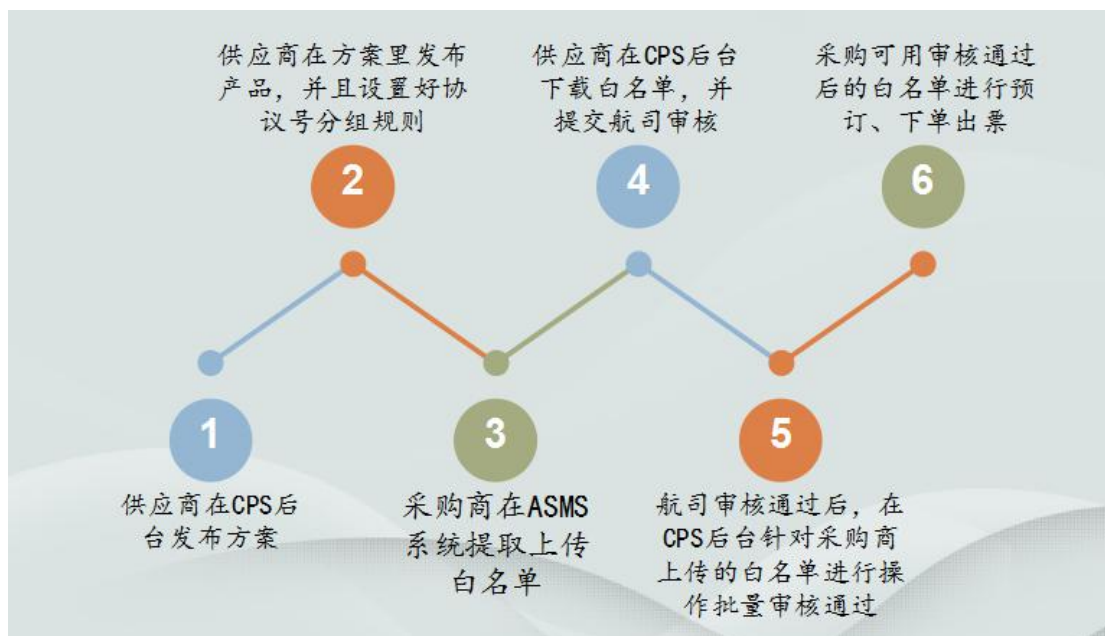 供应商在方案里发布
产品，并且设置好协
议号分组规则
供应商在CPS后台
下载白名单，并
提交航司审核
采购可用审核通过
后的白名单进行预
订、下单出票
2
4
6
1
3
5
供应商在CPS后
台发布方案
采购商在ASMS
系统提取上传
白名单
航司审核通过后，在
CPS后台针对采购商
上传的白名单进行操
作批量审核通过